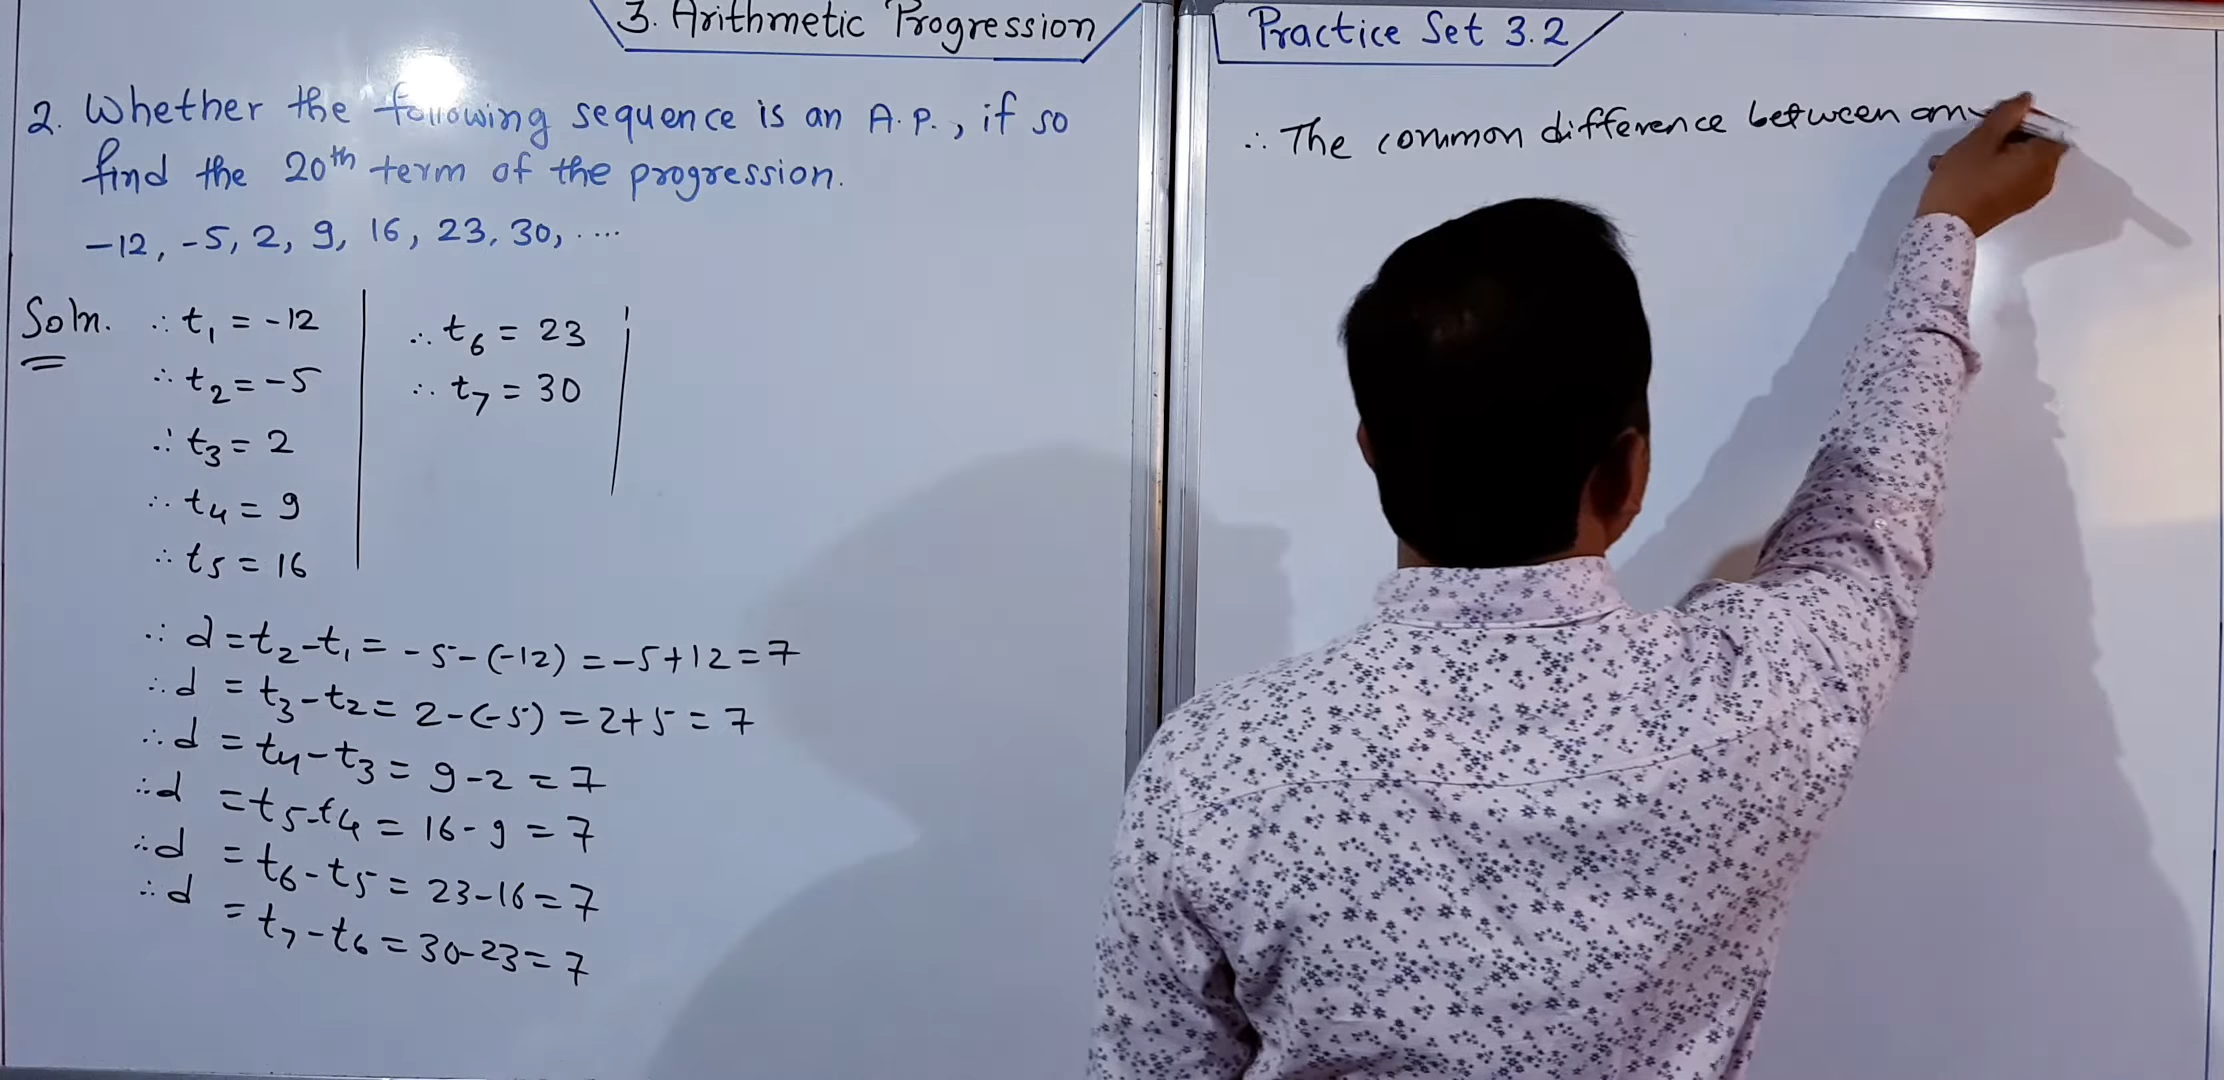 3. Arithmetic Progression
2. Whether the following sequence is an A.P., if so
find the 20th term of the progression.
-12, -5, 2, 9, 16, 23, 30, ....
Soln. ∴ t₁ = -12
∴ t₂ = -5
∴ t₃ = 2
∴ t₄ = 9
∴ t₅ = 16
∴ t₆ = 23
∴ t₇ = 30
∴ d = t₂ - t₁ = -5 - (-12) = -5 + 12 = 7
∴ d = t₃ - t₂ = 2 - (-5) = 2 + 5 = 7
∴ d = t₄ - t₃ = 9 - 2 = 7
∴ d = t₅ - t₄ = 16 - 9 = 7
∴ d = t₆ - t₅ = 23 - 16 = 7
∴ d = t₇ - t₆ = 30 - 23 = 7
Practice Set 3.2
∴ The common difference between